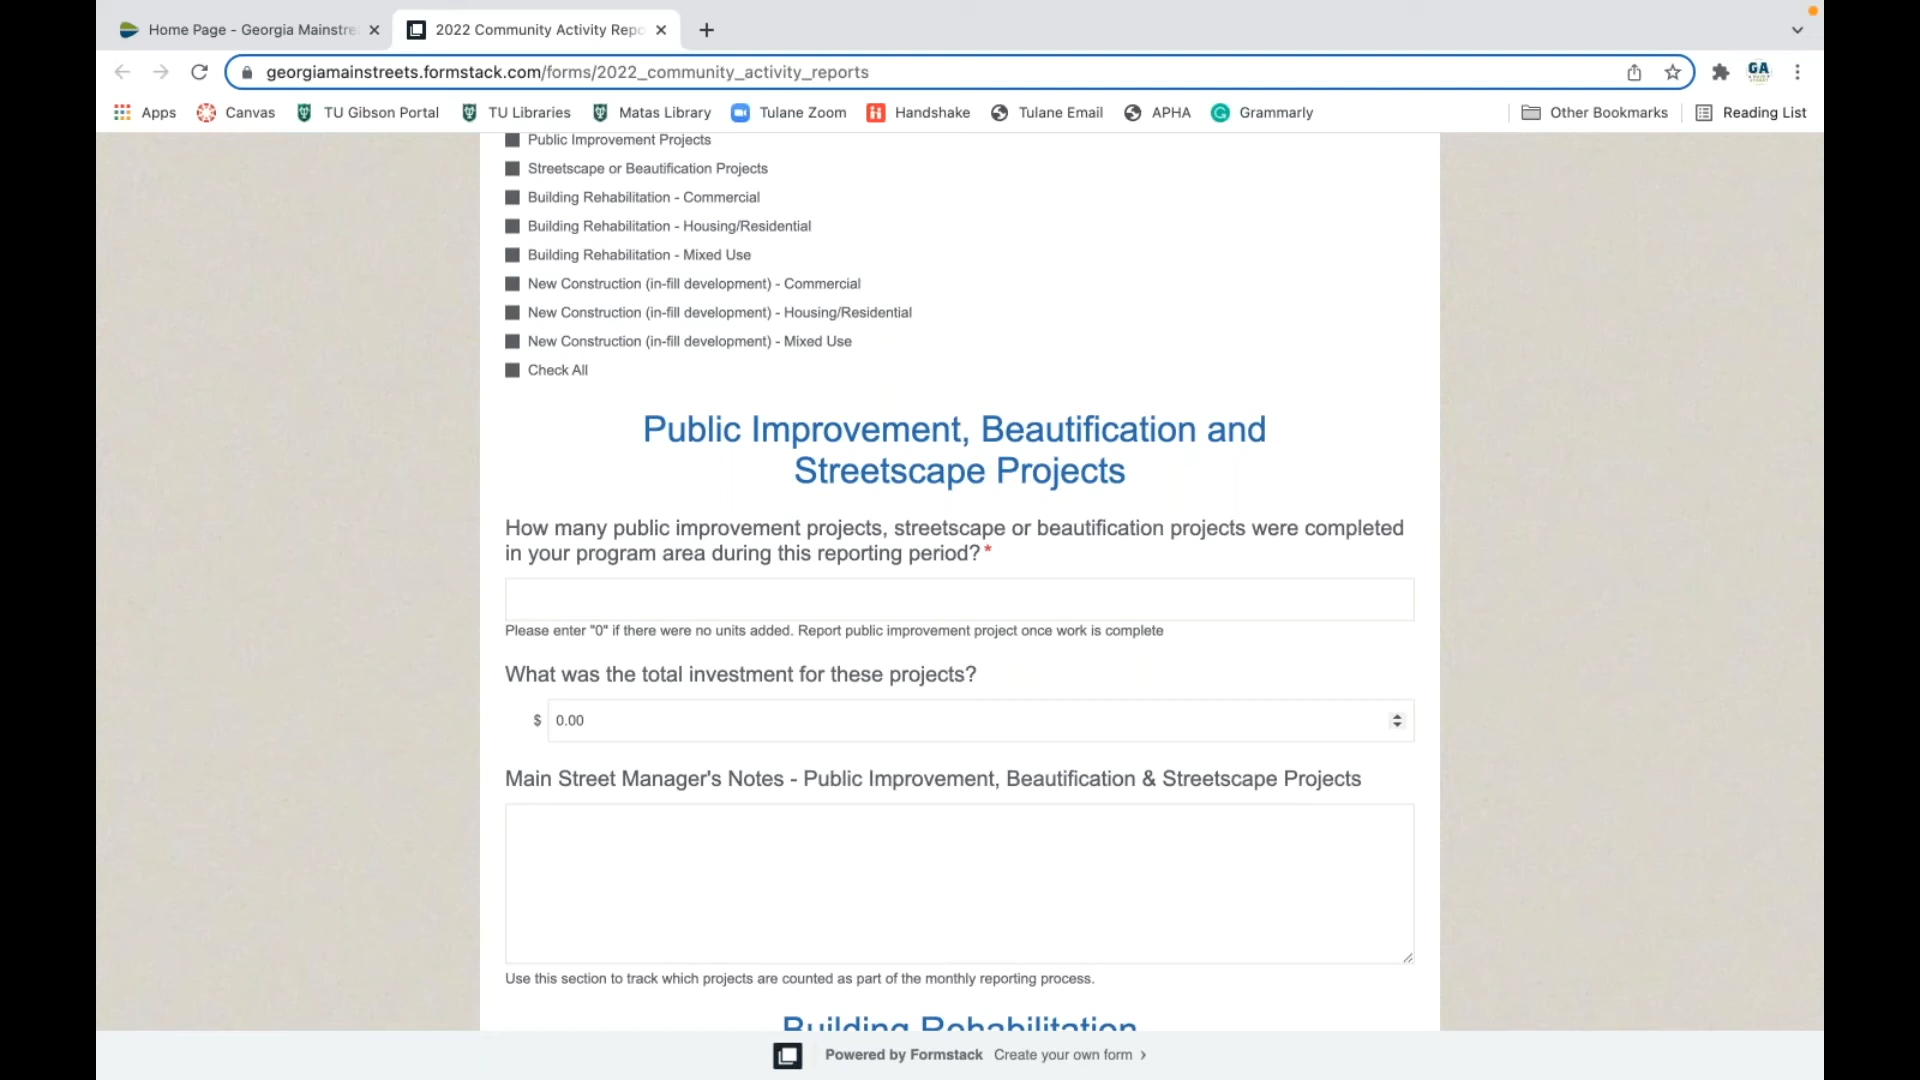 Home Page - Georgia Mainstre
2022 Community Activity Repo
georgiamainstreets.formstack.com/forms/2022_community_activity_reports
GA
Apps Canvas TU Gibson Portal TU Libraries Matas Library Tulane Zoom Handshake Tulane Email APHA Grammarly Other Bookmarks Reading List
Public Improvement Projects
Streetscape or Beautification Projects
Building Rehabilitation - Commercial
Building Rehabilitation - Housing/Residential
Building Rehabilitation - Mixed Use
New Construction (in-fill development) - Commercial
New Construction (in-fill development) - Housing/Residential
New Construction (in-fill development) - Mixed Use
Check All
Public Improvement, Beautification and
Streetscape Projects
How many public improvement projects, streetscape or beautification projects were completed
in your program area during this reporting period?*
Please enter "0" if there were no units added. Report public improvement project once work is complete
What was the total investment for these projects?
$ 0.00
Main Street Manager's Notes - Public Improvement, Beautification & Streetscape Projects
Use this section to track which projects are counted as part of the monthly reporting process.
Building Rehabilitation
Powered by Formstack Create your own form ›